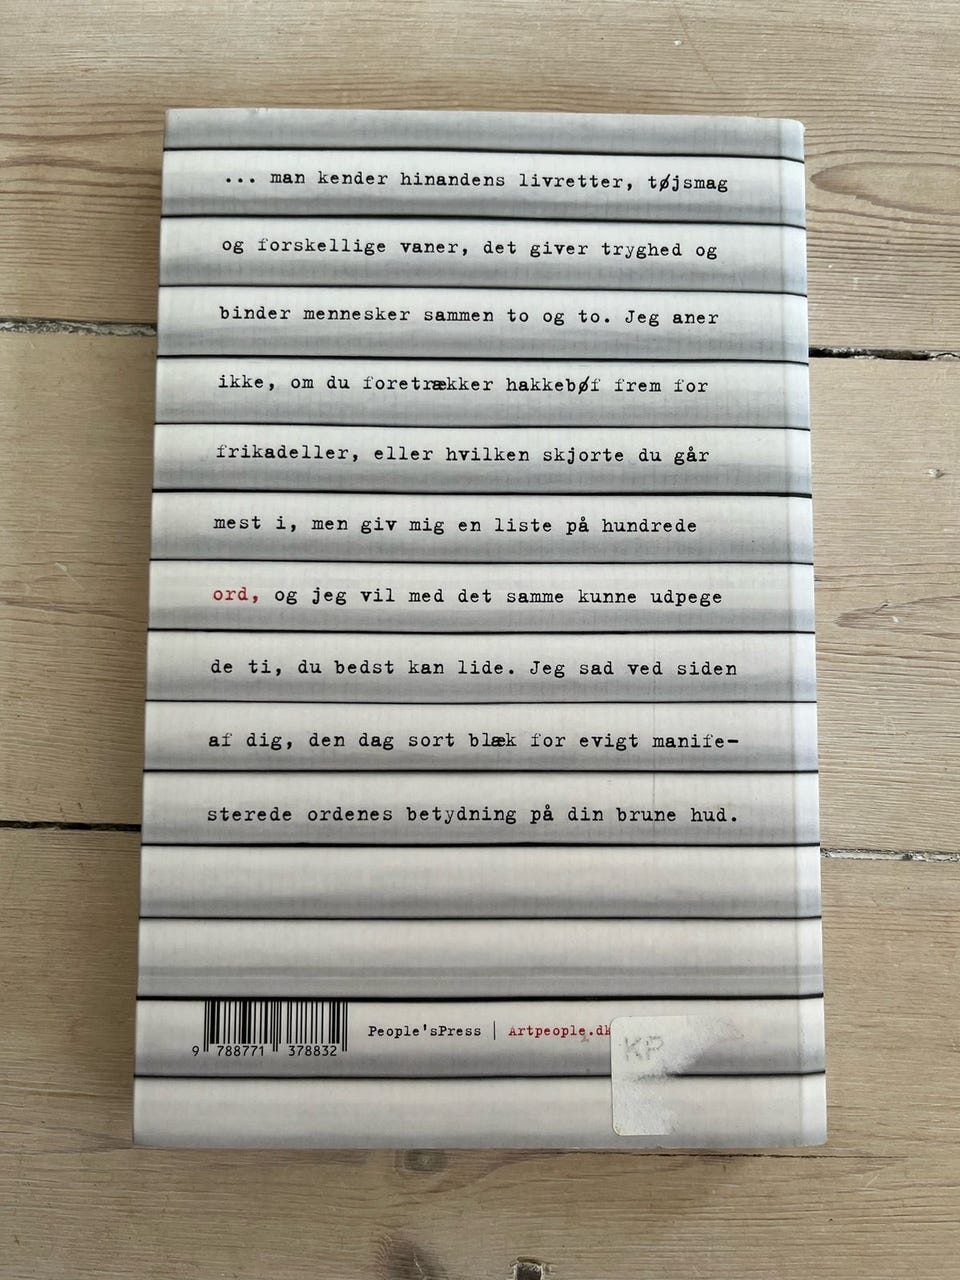 ... man kender hinandens livretter, tøjsmag
og forskellige vaner, det giver tryghed og
binder mennesker sammen to og to. Jeg aner
ikke, om du foretrækker hakkebøf frem for
frikadeller, eller hvilken skjorte du går
mest i, men giv mig en liste på hundrede
ord, og jeg vil med det samme kunne udpege
de ti, du bedst kan lide. Jeg sad ved siden
af dig, den dag sort blæk for evigt manife-
sterede ordenes betydning på din brune hud.
People'sPress | Artpeople.dk
KP
9 788771 378832